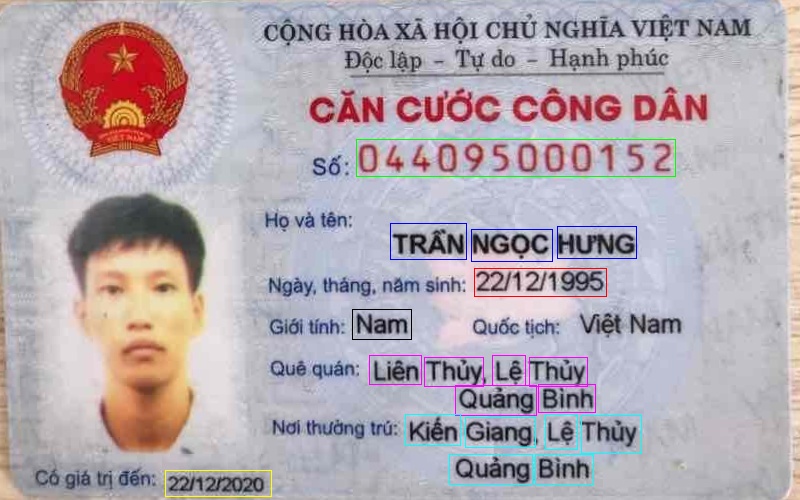 CỘNG HÒA XÃ HỘI CHỦ NGHĨA VIỆT NAM
Độc lập - Tự do - Hạnh phúc
CĂN CƯỚC CÔNG DÂN
Số: 044095000152
Họ và tên:
TRẦN NGỌC HƯNG
Ngày, tháng, năm sinh: 22/12/1995
Giới tính: Nam Quốc tịch: Việt Nam
Quê quán: Liên Thủy, Lệ Thủy
Quảng Bình
Nơi thường trú: Kiến Giang, Lệ Thủy
Quảng Bình
Có giá trị đến: 22/12/2020